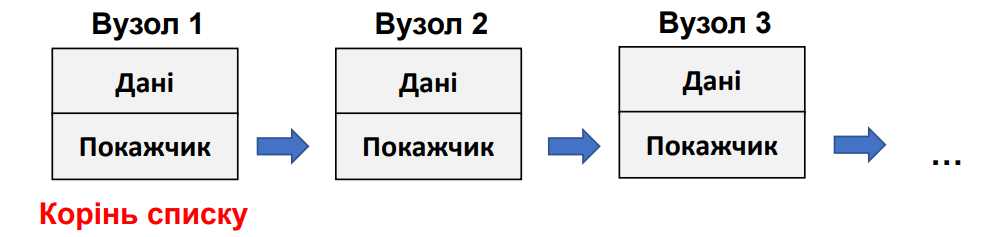 Вузол 1
Дані
Покажчик
Корінь списку
Вузол 2
Дані
Покажчик
Вузол 3
Дані
Покажчик
...